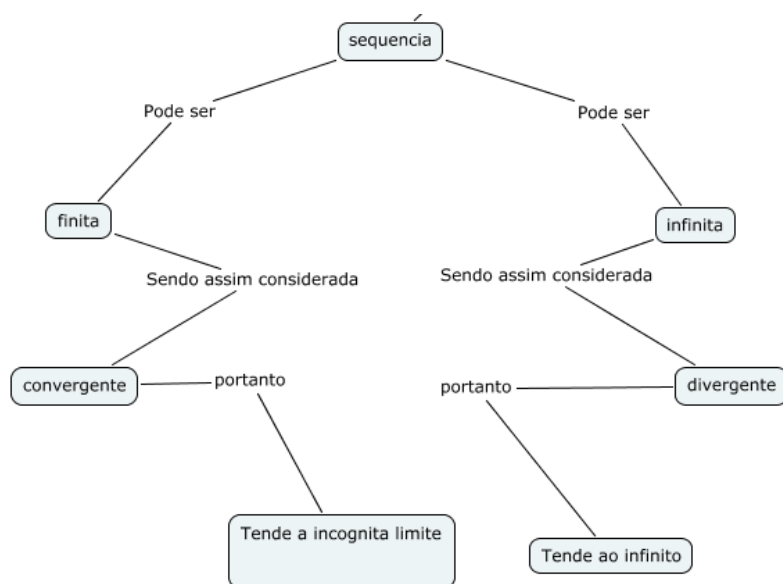 sequencia
Pode ser
Pode ser
finita
infinita
Sendo assim considerada
Sendo assim considerada
convergente
portanto
portanto
divergente
Tende a incognita limite
Tende ao infinito